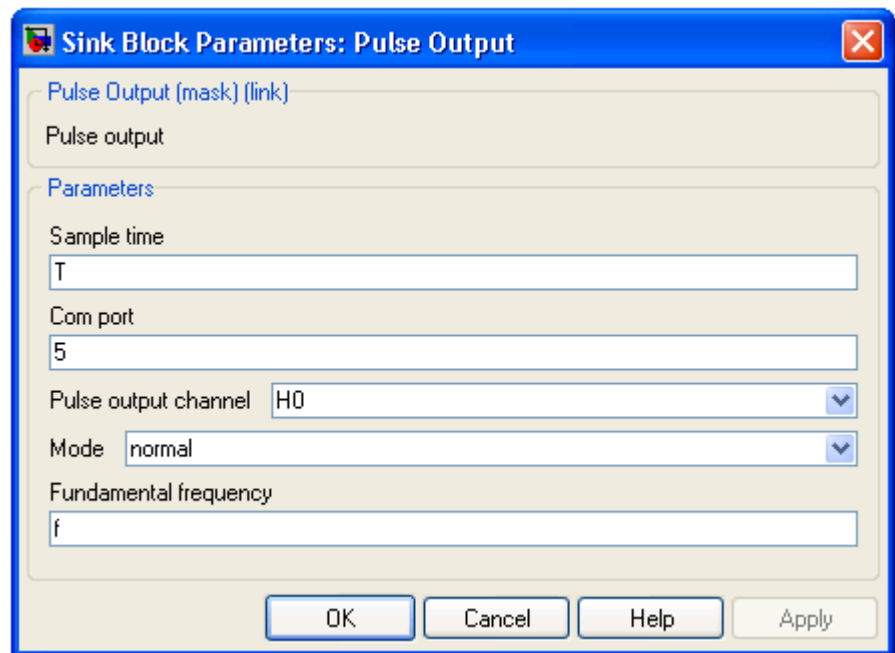 Sink Block Parameters: Pulse Output
Pulse Output (mask) (link)
Pulse output
Parameters
Sample time
T
Com port
5
Pulse output channel H0
Mode normal
Fundamental frequency
f
OK Cancel Help Apply